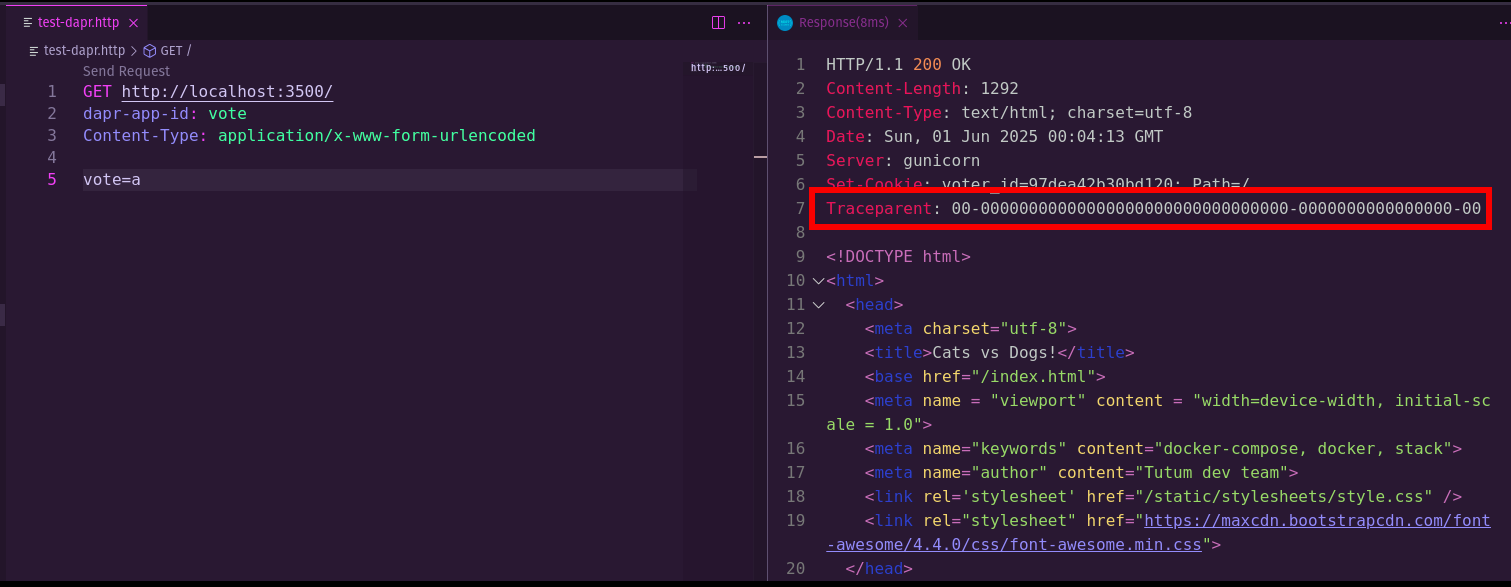 test-dapr.http
test-dapr.http > GET /
Send Request
1 GET http://localhost:3500/
2 dapr-app-id: vote
3 Content-Type: application/x-www-form-urlencoded
4
5 vote=a
http:…500/
Response(8ms)
1 HTTP/1.1 200 OK
2 Content-Length: 1292
3 Content-Type: text/html; charset=utf-8
4 Date: Sun, 01 Jun 2025 00:04:13 GMT
5 Server: gunicorn
6 Set-Cookie: voter_id=97dea42b30bd120; Path=/
7 Traceparent: 00-00000000000000000000000000000000-0000000000000000-00
8
9 <!DOCTYPE html>
10 <html>
11 <head>
12 <meta charset="utf-8">
13 <title>Cats vs Dogs!</title>
14 <base href="/index.html">
15 <meta name = "viewport" content = "width=device-width, initial-sc
ale = 1.0">
16 <meta name="keywords" content="docker-compose, docker, stack">
17 <meta name="author" content="Tutum dev team">
18 <link rel='stylesheet' href="/static/stylesheets/style.css" />
19 <link rel="stylesheet" href="https://maxcdn.bootstrapcdn.com/font
-awesome/4.4.0/css/font-awesome.min.css">
20 </head>